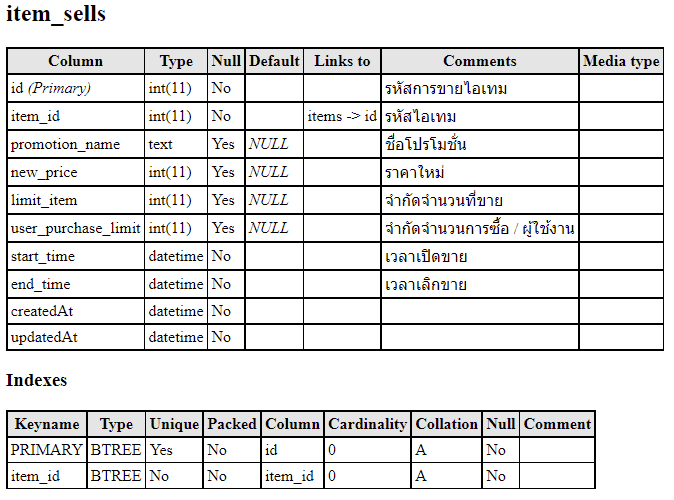 item_sells
Column Type Null Default Links to Comments Media type
id (Primary) int(11) No รหัสการขายไอเทม
item_id int(11) No items -> id รหัสไอเทม
promotion_name text Yes NULL ชื่อโปรโมชั่น
new_price int(11) Yes NULL ราคาใหม่
limit_item int(11) Yes NULL จำกัดจำนวนที่ขาย
user_purchase_limit int(11) Yes NULL จำกัดจำนวนการซื้อ / ผู้ใช้งาน
start_time datetime No เวลาเปิดขาย
end_time datetime No เวลาเลิกขาย
createdAt datetime No
updatedAt datetime No
Indexes
Keyname Type Unique Packed Column Cardinality Collation Null Comment
PRIMARY BTREE Yes No id 0 A No
item_id BTREE No No item_id 0 A No